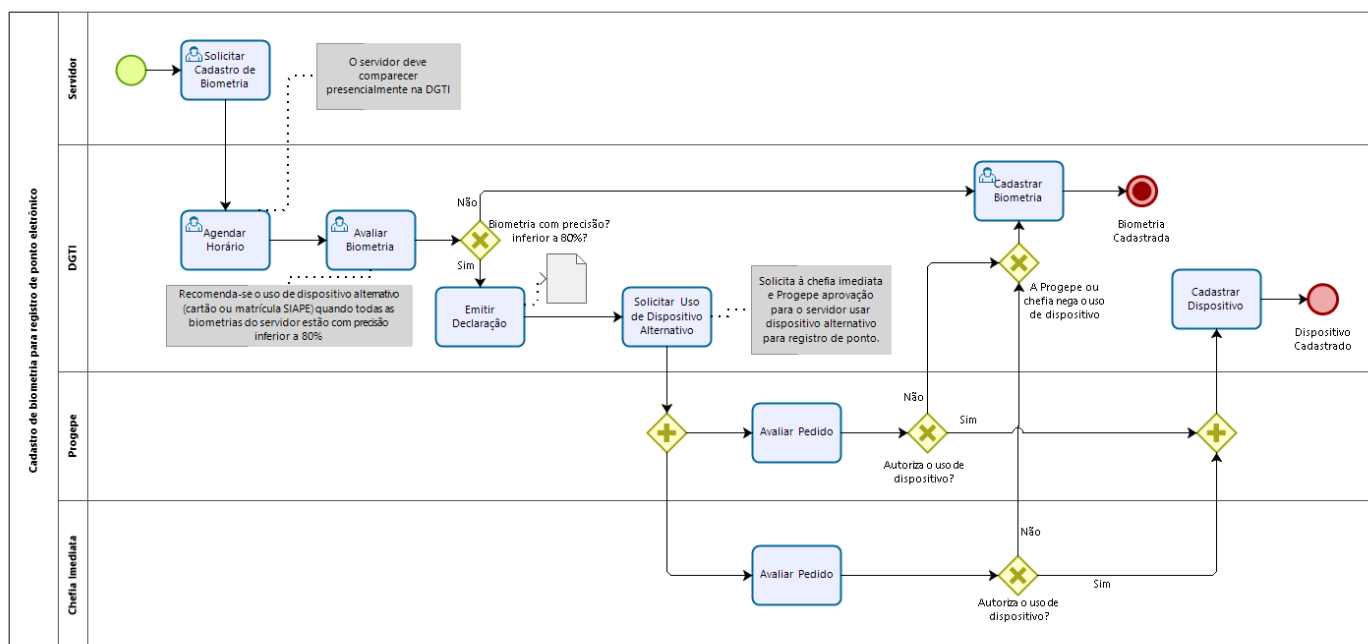 Cadastro de biometria para registro de ponto eletrônico
Servidor
Solicitar
Cadastro de
Biometria
O servidor deve
comparecer
presencialmente na DGTI
DGTI
Agendar
Horário
Avaliar
Biometria
Não
Biometria com precisão?
inferior a 80%?
Sim
Recomenda-se o uso de dispositivo alternativo
(cartão ou matrícula SIAPE) quando todas as
biometrias do servidor estão com precisão
inferior a 80%
Emitir
Declaração
Solicitar Uso
de Dispositivo
Alternativo
Solicita à chefia imediata
e Progepe aprovação
para o servidor usar
dispositivo alternativo
para registro de ponto.
Cadastrar
Biometria
Biometria
Cadastrada
A Progepe ou
chefia nega o uso
de dispositivo
Cadastrar
Dispositivo
Dispositivo
Cadastrado
Progepe
Avaliar Pedido
Não
Sim
Autoriza o uso de
dispositivo?
Chefia Imediata
Avaliar Pedido
Não
Sim
Autoriza o uso de
dispositivo?